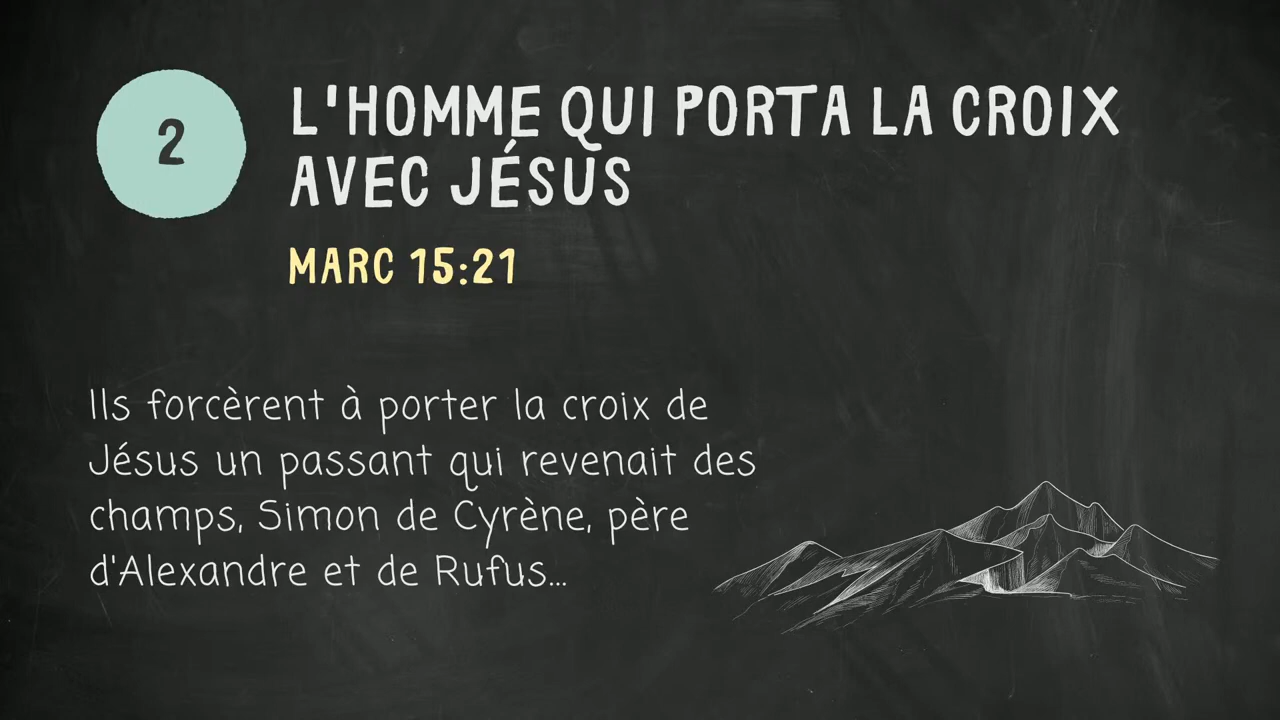 2
L'HOMME QUI PORTA LA CROIX
AVEC JÉSUS
MARC 15:21
Ils forcèrent à porter la croix de
Jésus un passant qui revenait des
champs, Simon de Cyrène, père
d'Alexandre et de Rufus...